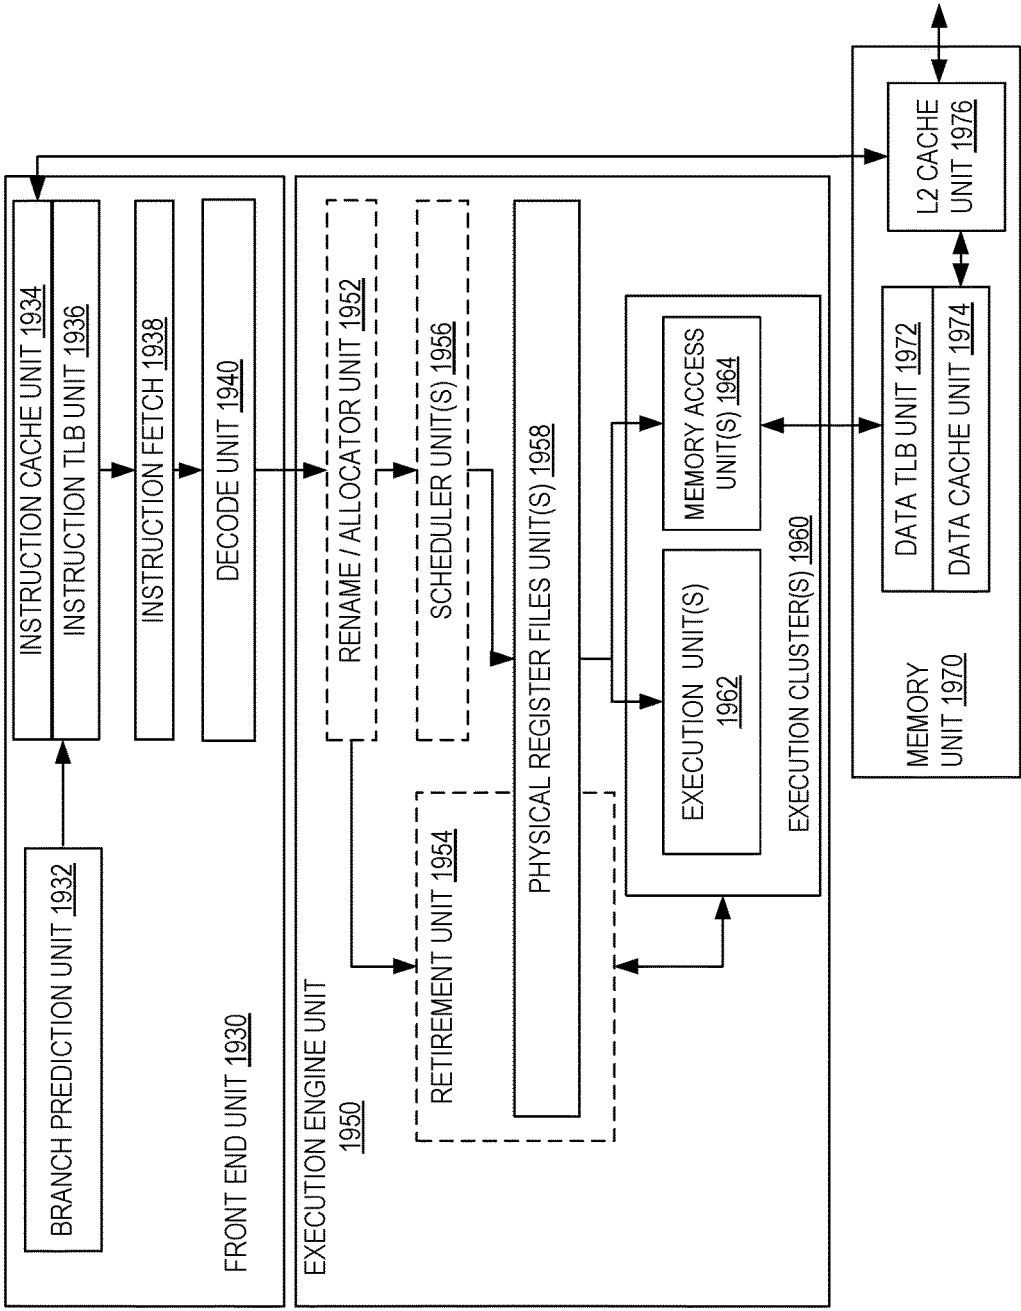 BRANCH PREDICTION UNIT 1932
INSTRUCTION CACHE UNIT 1934
INSTRUCTION TLB UNIT 1936
INSTRUCTION FETCH 1938
DECODE UNIT 1940
FRONT END UNIT 1930
EXECUTION ENGINE UNIT
1950
RENAME / ALLOCATOR UNIT 1952
RETIREMENT UNIT 1954
SCHEDULER UNIT(S) 1956
PHYSICAL REGISTER FILES UNIT(S) 1958
EXECUTION UNIT(S)
1962
MEMORY ACCESS
UNIT(S) 1964
EXECUTION CLUSTER(S) 1960
MEMORY
UNIT 1970
DATA TLB UNIT 1972
DATA CACHE UNIT 1974
L2 CACHE
UNIT 1976